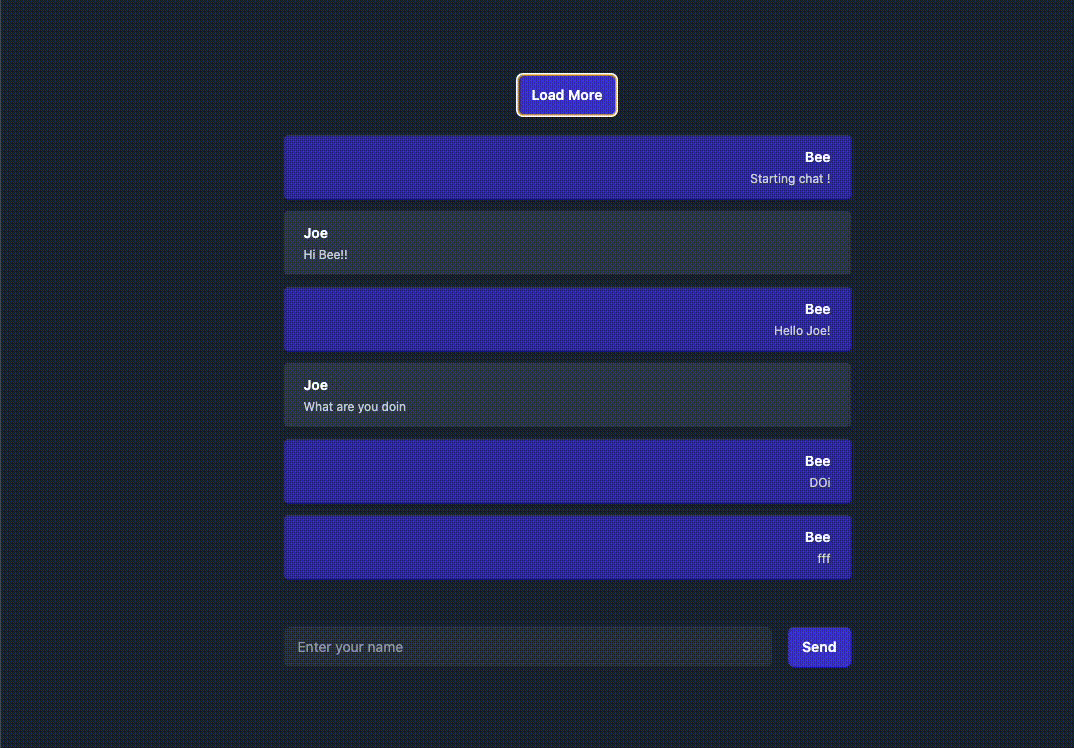 Load More
Bee
Starting chat !
Joe
Hi Bee!!
Bee
Hello Joe!
Joe
What are you doin
Bee
DOi
Bee
fff
Enter your name
Send